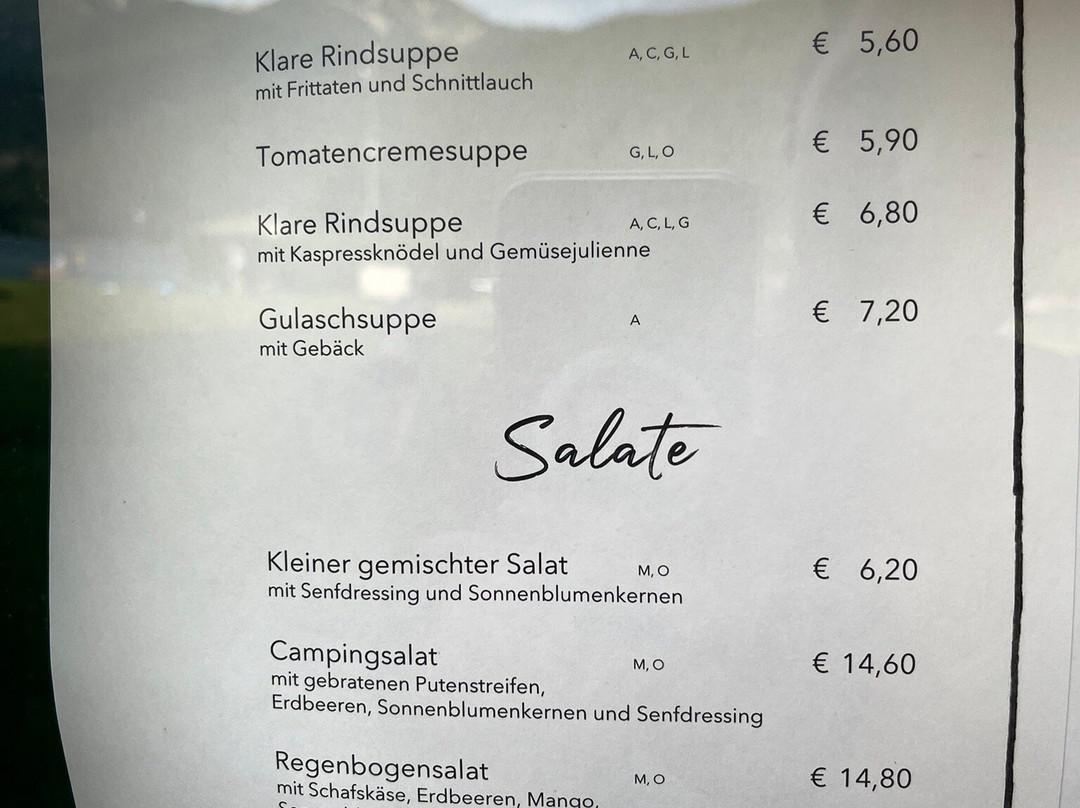 Klare Rindsuppe A, C, G, L € 5,60
mit Frittaten und Schnittlauch
Tomatencremesuppe G, L, O € 5,90
Klare Rindsuppe A, C, L, G € 6,80
mit Kaspressknödel und Gemüsejulienne
Gulaschsuppe A € 7,20
mit Gebäck
Salate
Kleiner gemischter Salat M, O € 6,20
mit Senfdressing und Sonnenblumenkernen
Campingsalat M, O € 14,60
mit gebratenen Putenstreifen,
Erdbeeren, Sonnenblumenkernen und Senfdressing
Regenbogensalat M, O € 14,80
mit Schafskäse, Erdbeeren, Mango,